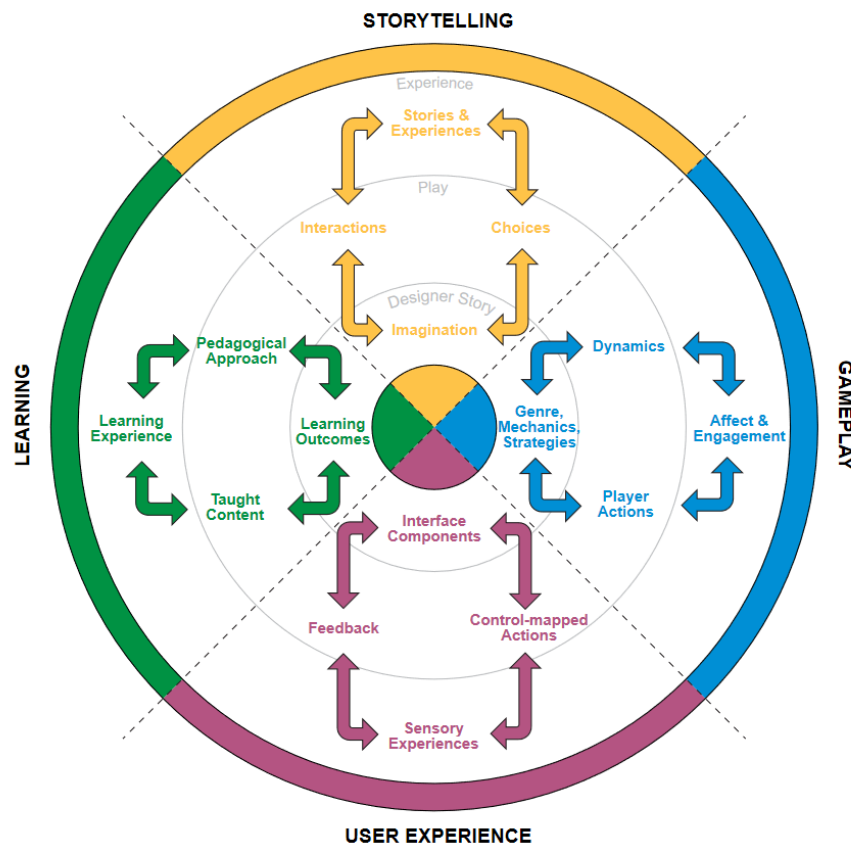 STORYTELLING
Experience
Stories &
Experiences
Play
Interactions
Choices
Designer Story
Imagination
LEARNING
Pedagogical
Approach
Learning
Experience
Learning
Outcomes
Taught
Content
GAMEPLAY
Dynamics
Genre,
Mechanics,
Strategies
Affect &
Engagement
Player
Actions
Interface
Components
Feedback
Control-mapped
Actions
Sensory
Experiences
USER EXPERIENCE